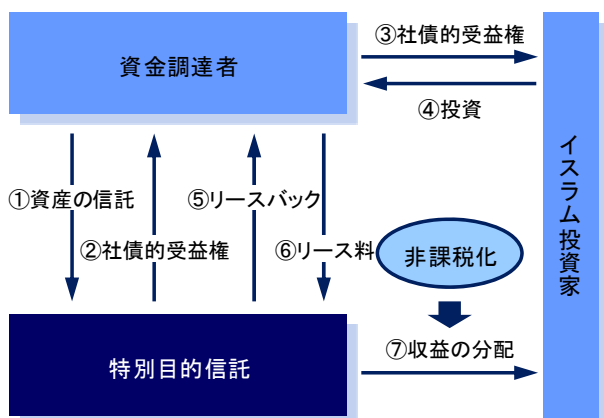 ③社債的受益権
資金調達者
④投資
イスラム投資家
①資産の信託
⑤リースバック
②社債的受益権
⑥リース料
非課税化
⑦収益の分配
特別目的信託